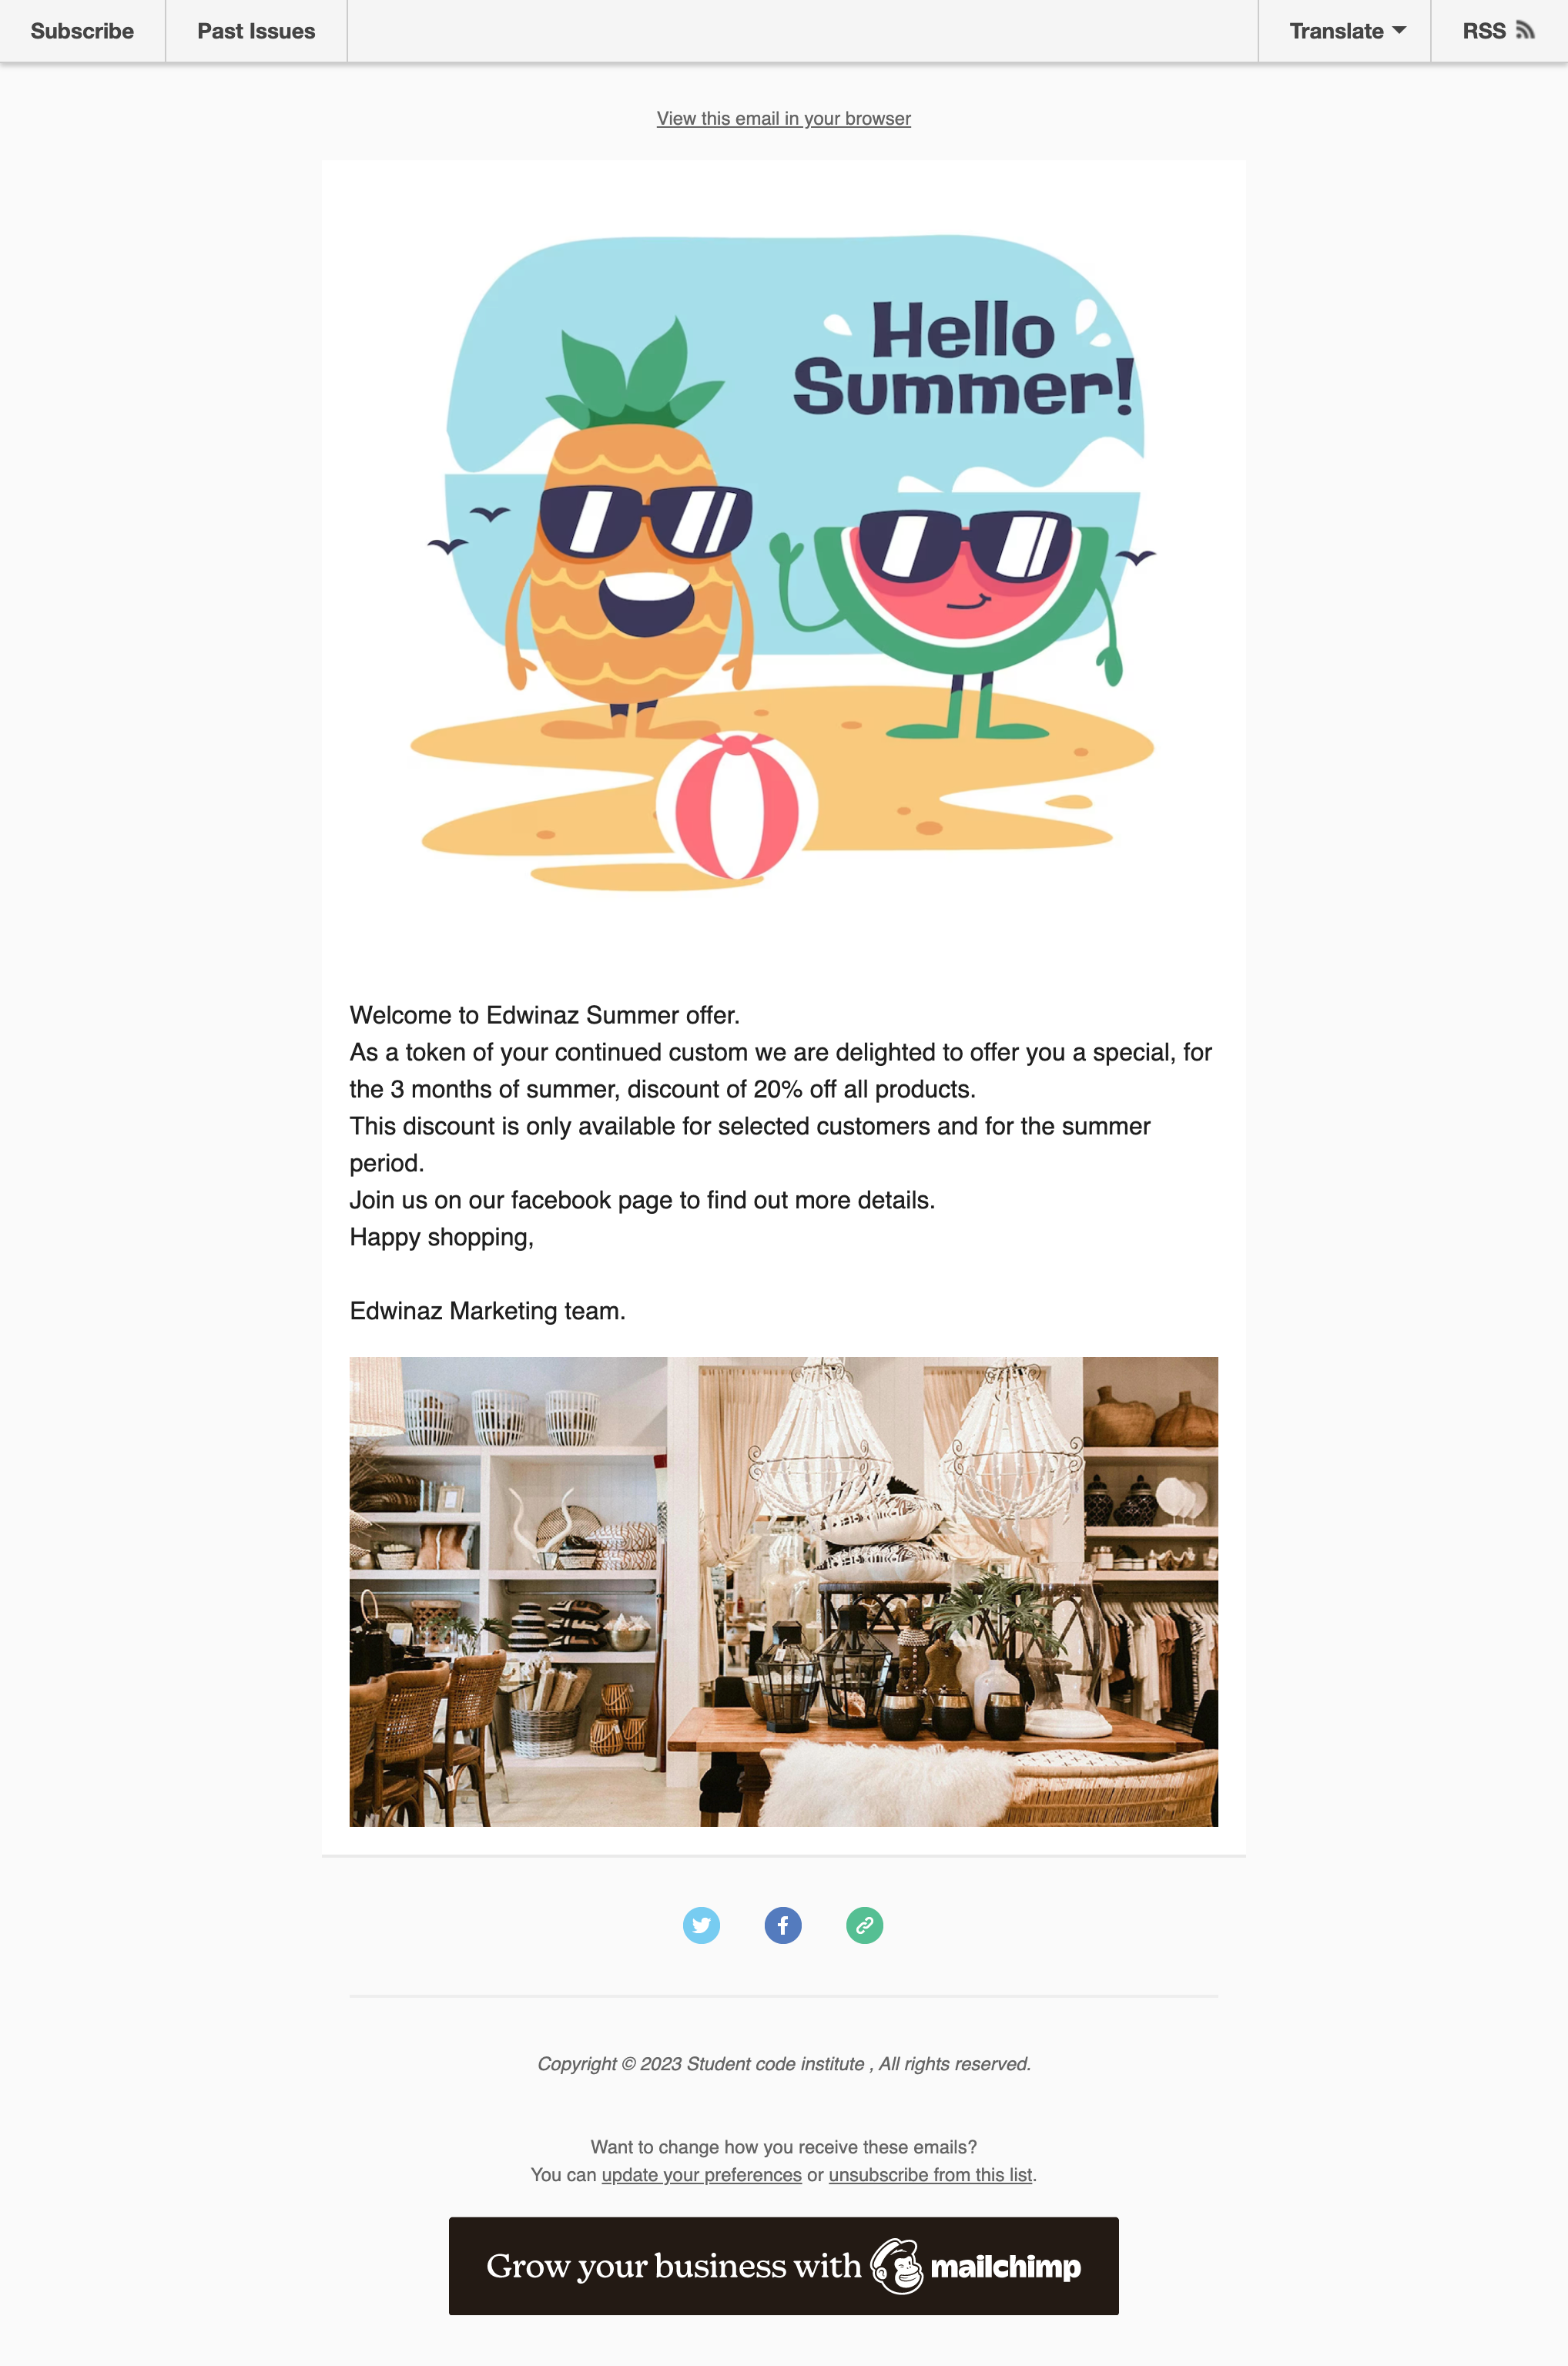 Subscribe
Past Issues
Translate
RSS
View this email in your browser
Hello
Summer!
Welcome to Edwinaz Summer offer.
As a token of your continued custom we are delighted to offer you a special, for
the 3 months of summer, discount of 20% off all products.
This discount is only available for selected customers and for the summer
period.
Join us on our facebook page to find out more details.
Happy shopping,
Edwinaz Marketing team.
Copyright © 2023 Student code institute , All rights reserved.
Want to change how you receive these emails?
You can update your preferences or unsubscribe from this list.
Grow your business with mailchimp